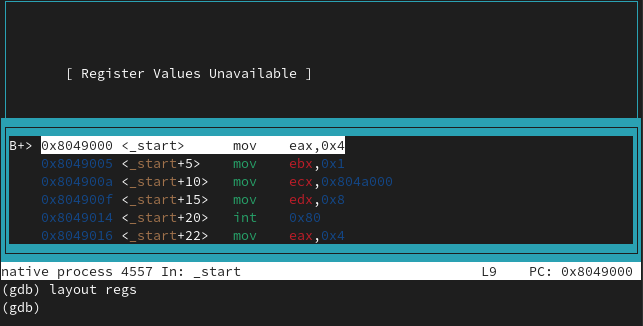 [ Register Values Unavailable ]
B+> 0x8049000 <_start> mov eax,0x4
0x8049005 <_start+5> mov ebx,0x1
0x804900a <_start+10> mov ecx,0x804a000
0x804900f <_start+15> mov edx,0x8
0x8049014 <_start+20> int 0x80
0x8049016 <_start+22> mov eax,0x4
native process 4557 In: _start L9 PC: 0x8049000
(gdb) layout regs
(gdb)